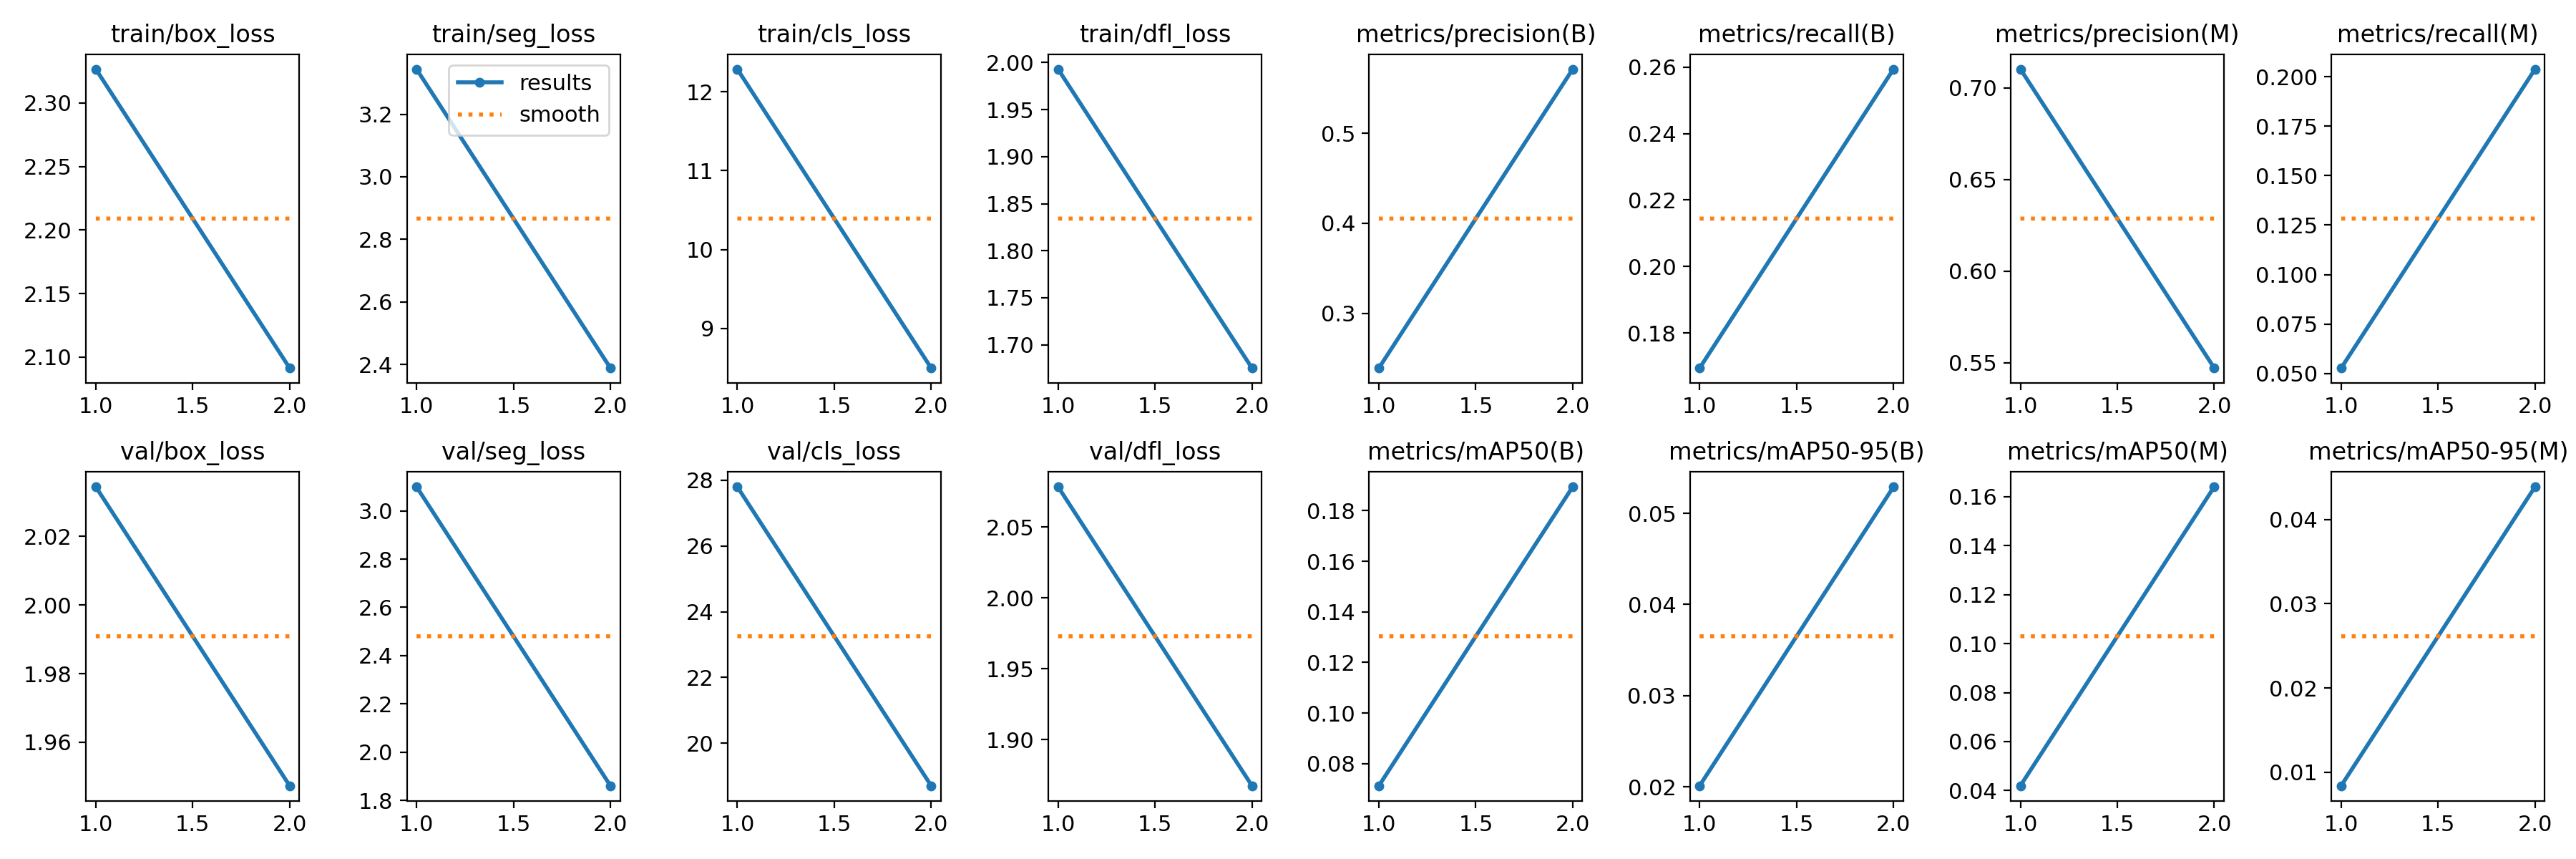 train/box_loss
2.30
2.25
2.20
2.15
2.10
1.0 1.5 2.0
train/seg_loss
results
smooth
3.2
3.0
2.8
2.6
2.4
1.0 1.5 2.0
train/cls_loss
12
11
10
9
1.0 1.5 2.0
train/dfl_loss
2.00
1.95
1.90
1.85
1.80
1.75
1.70
1.0 1.5 2.0
metrics/precision(B)
0.5
0.4
0.3
1.0 1.5 2.0
metrics/recall(B)
0.26
0.24
0.22
0.20
0.18
1.0 1.5 2.0
metrics/precision(M)
0.70
0.65
0.60
0.55
1.0 1.5 2.0
metrics/recall(M)
0.200
0.175
0.150
0.125
0.100
0.075
0.050
1.0 1.5 2.0
val/box_loss
2.02
2.00
1.98
1.96
1.0 1.5 2.0
val/seg_loss
3.0
2.8
2.6
2.4
2.2
2.0
1.8
1.0 1.5 2.0
val/cls_loss
28
26
24
22
20
1.0 1.5 2.0
val/dfl_loss
2.05
2.00
1.95
1.90
1.0 1.5 2.0
metrics/mAP50(B)
0.18
0.16
0.14
0.12
0.10
0.08
1.0 1.5 2.0
metrics/mAP50-95(B)
0.05
0.04
0.03
0.02
1.0 1.5 2.0
metrics/mAP50(M)
0.16
0.14
0.12
0.10
0.08
0.06
0.04
1.0 1.5 2.0
metrics/mAP50-95(M)
0.04
0.03
0.02
0.01
1.0 1.5 2.0